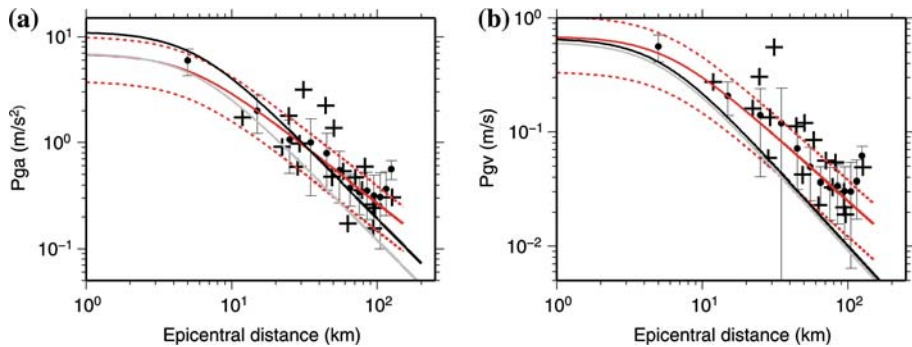 (a)
10¹
10⁰
10⁻¹
Pga (m/s²)
10⁰
10¹
10²
Epicentral distance (km)
(b)
10⁰
10⁻¹
10⁻²
Pgv (m/s)
10⁰
10¹
10²
Epicentral distance (km)